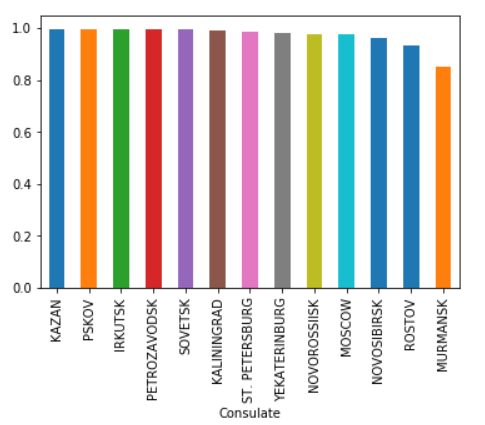 1.0
0.8
0.6
0.4
0.2
0.0
KAZAN
PSKOV
IRKUTSK
PETROZAVODSK
SOVETSK
KALININGRAD
ST. PETERSBURG
YEKATERINBURG
NOVOROSSIISK
MOSCOW
NOVOSIBIRSK
ROSTOV
MURMANSK
Consulate